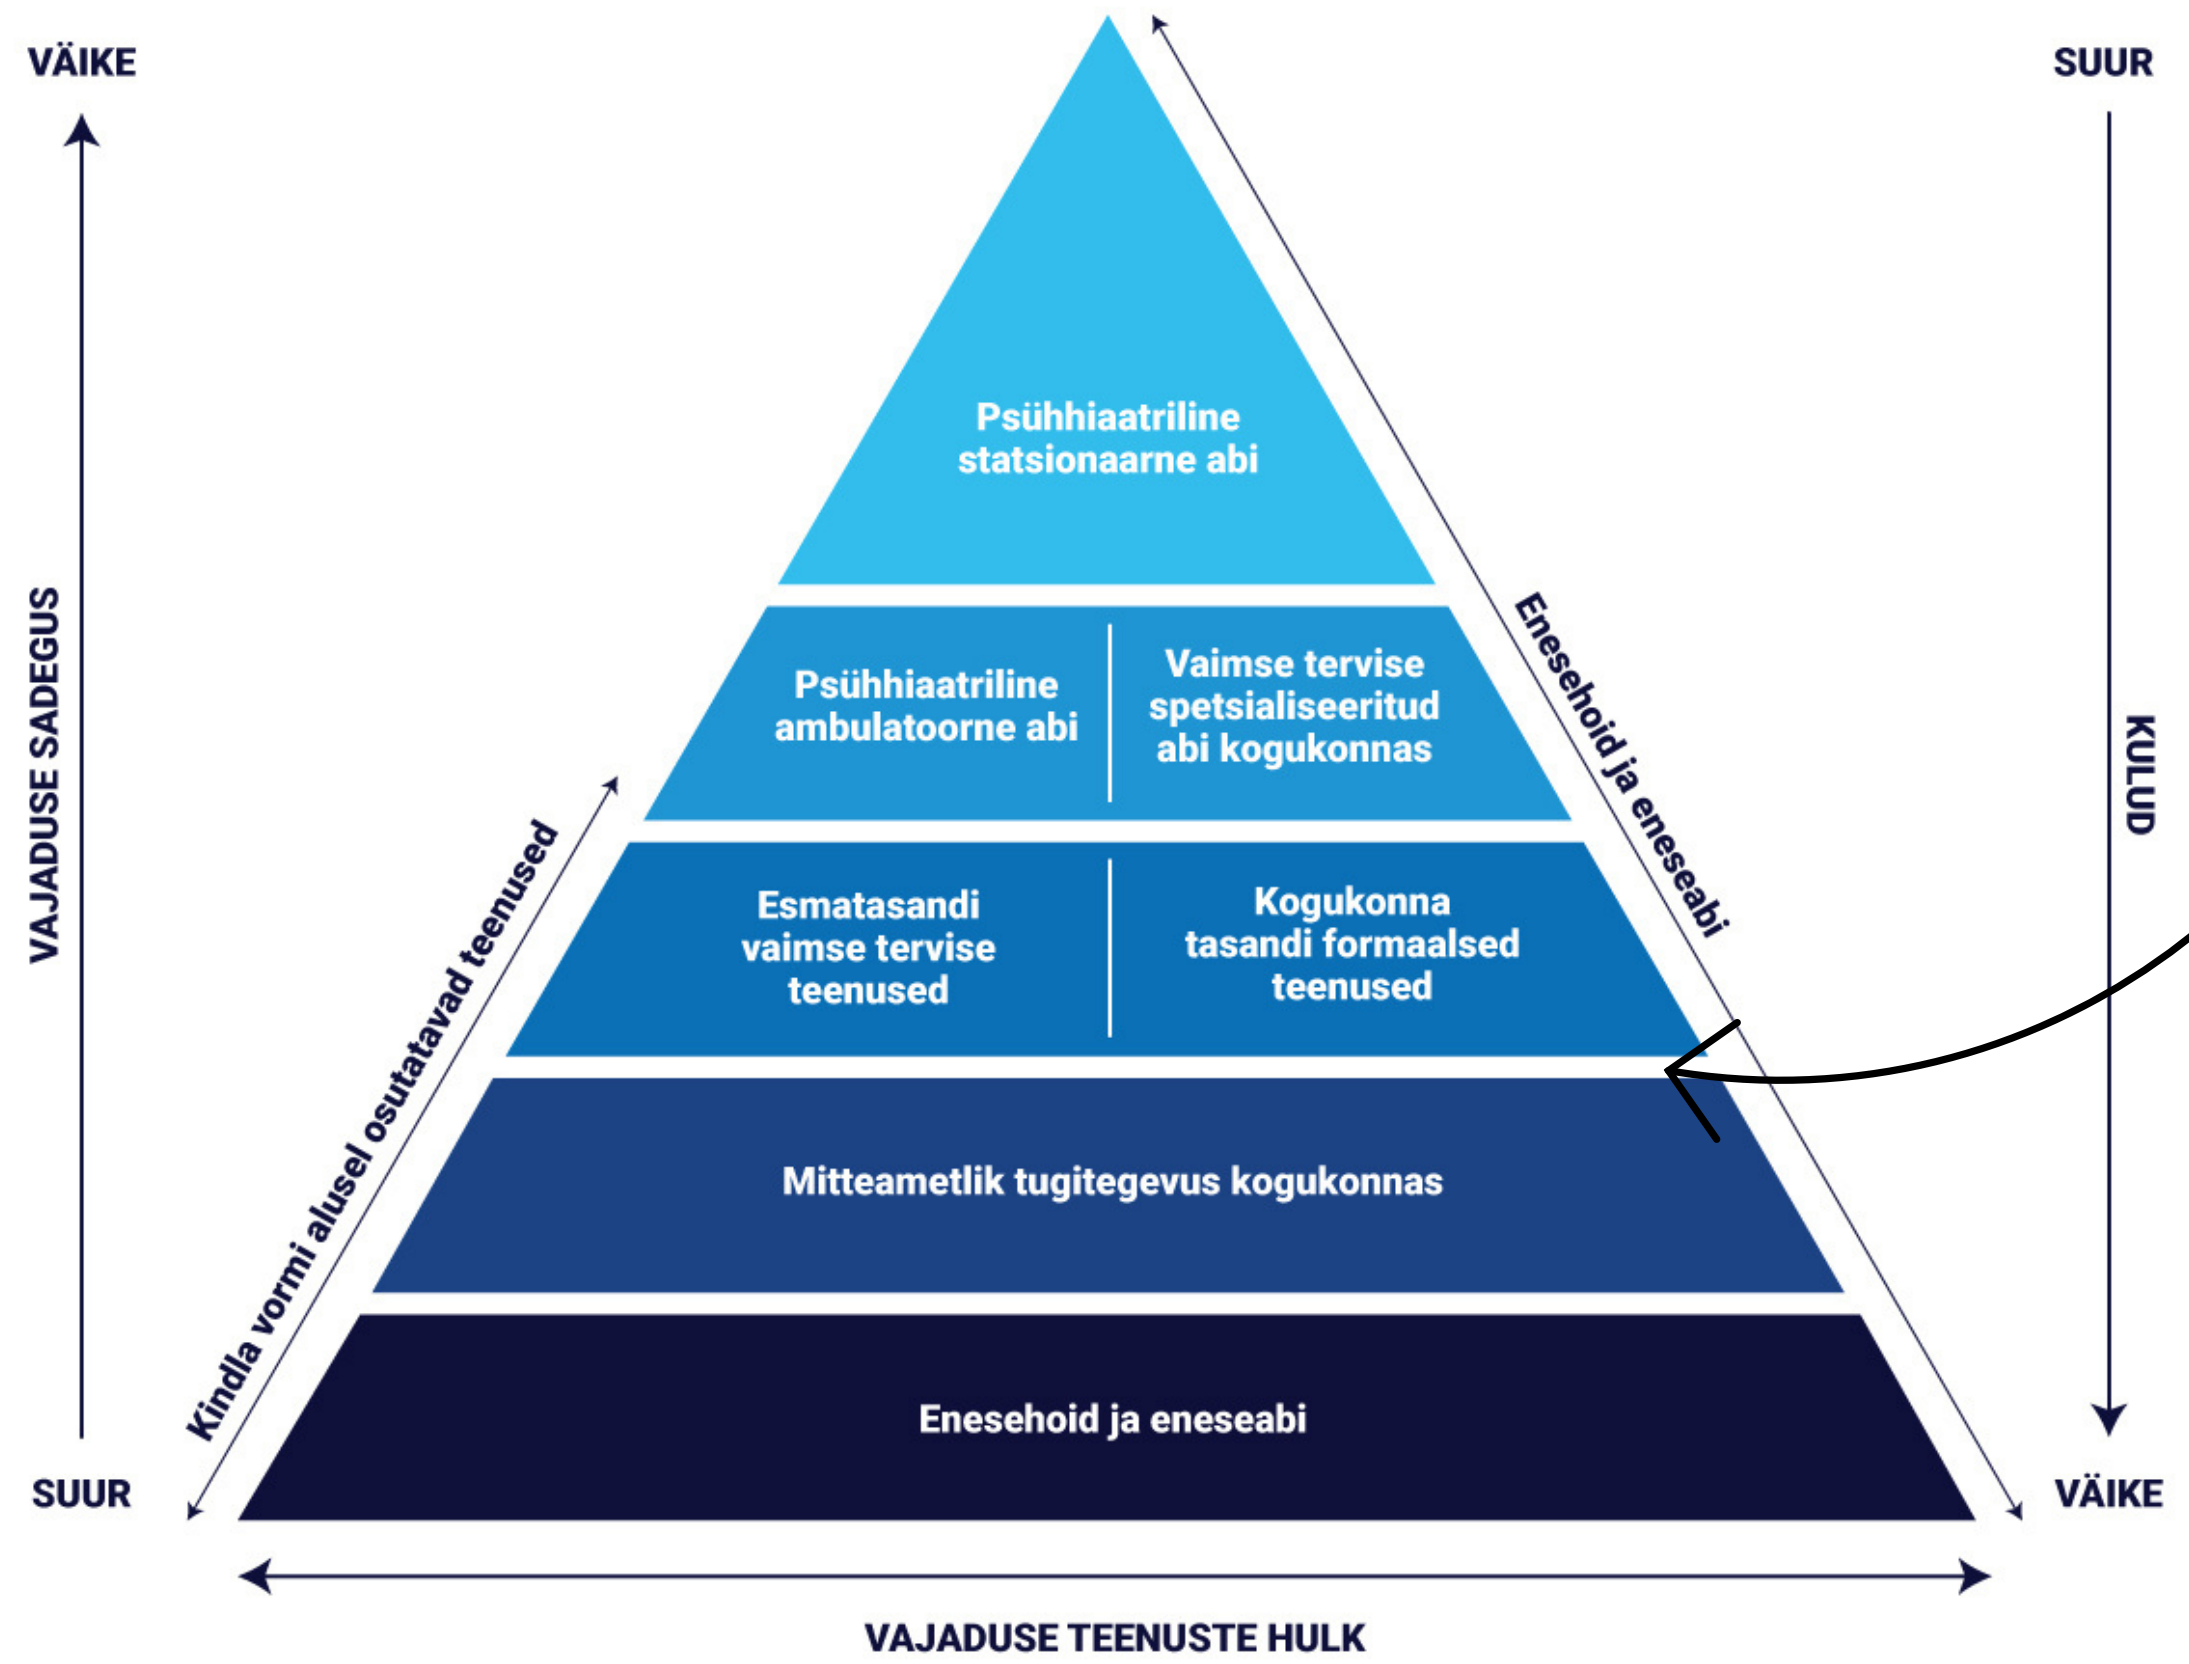 VÄIKE
SUUR
Psühhiaatriline
statsionaarne abi
Psühhiaatriline
ambulatoorne abi
Vaimse tervise
spetsialiseeritud
abi kogukonnas
Esmatasandi
vaimse tervise
teenused
Kogukonna
tasandi formaalsed
teenused
Mitteametlik tugitegevus kogukonnas
Enesehoid ja eneseabi
VAJADUSE SADEGUS
Kindla vormi alusel osutatavad teenused
Enesehoid ja eneseabi
KULUD
SUUR
VÄIKE
VAJADUSE TEENUSTE HULK